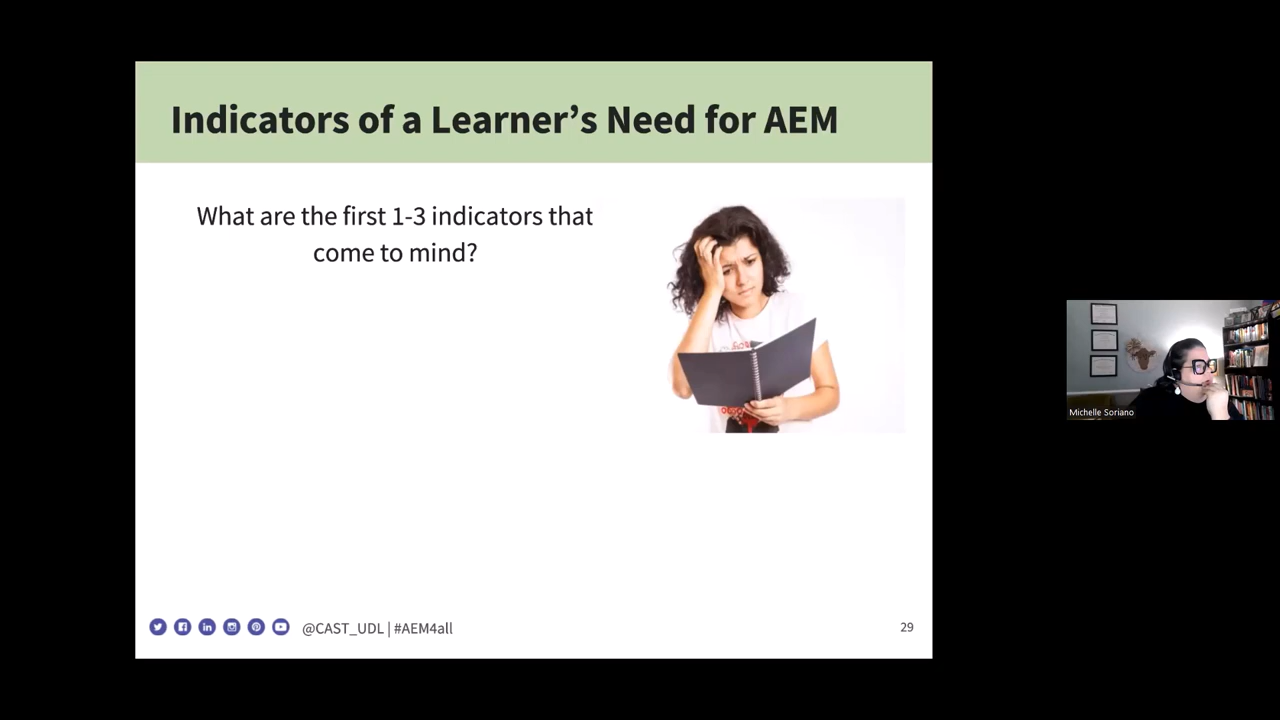 Indicators of a Learner's Need for AEM
What are the first 1-3 indicators that
come to mind?
@CAST_UDL | #AEM4all
29
Michelle Soriano